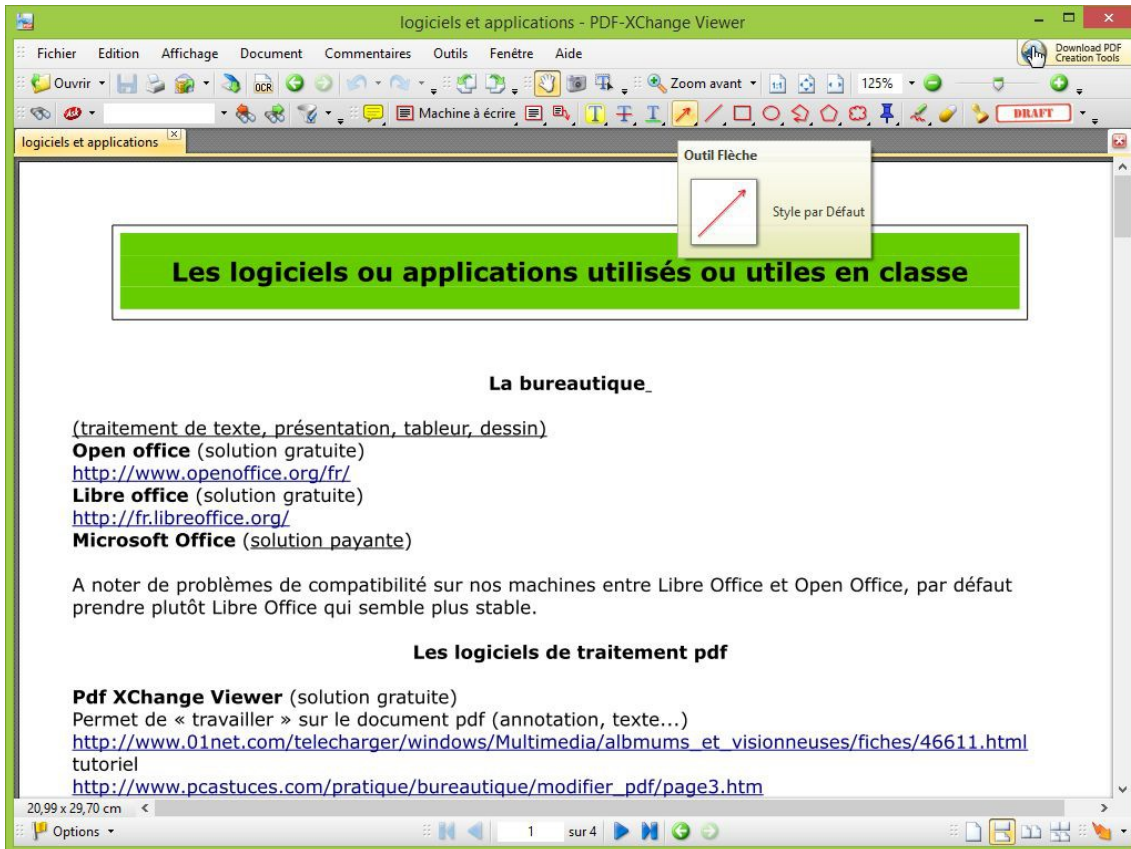 logiciels et applications - PDF-XChange Viewer
Fichier Edition Affichage Document Commentaires Outils Fenêtre Aide
Download PDF
Creation Tools
Ouvrir OCR Zoom avant 1:1 125%
Machine à écrire T T T DRAFT
logiciels et applications
Outil Flèche
Style par Défaut
Les logiciels ou applications utilisés ou utiles en classe
La bureautique
(traitement de texte, présentation, tableur, dessin)
Open office (solution gratuite)
http://www.openoffice.org/fr/
Libre office (solution gratuite)
http://fr.libreoffice.org/
Microsoft Office (solution payante)
A noter de problèmes de compatibilité sur nos machines entre Libre Office et Open Office, par défaut
prendre plutôt Libre Office qui semble plus stable.
Les logiciels de traitement pdf
Pdf XChange Viewer (solution gratuite)
Permet de « travailler » sur le document pdf (annotation, texte...)
http://www.01net.com/telecharger/windows/Multimedia/albmums_et_visionneuses/fiches/46611.html
tutoriel
http://www.pcastuces.com/pratique/bureautique/modifier_pdf/page3.htm
20,99 x 29,70 cm
Options 1 sur 4